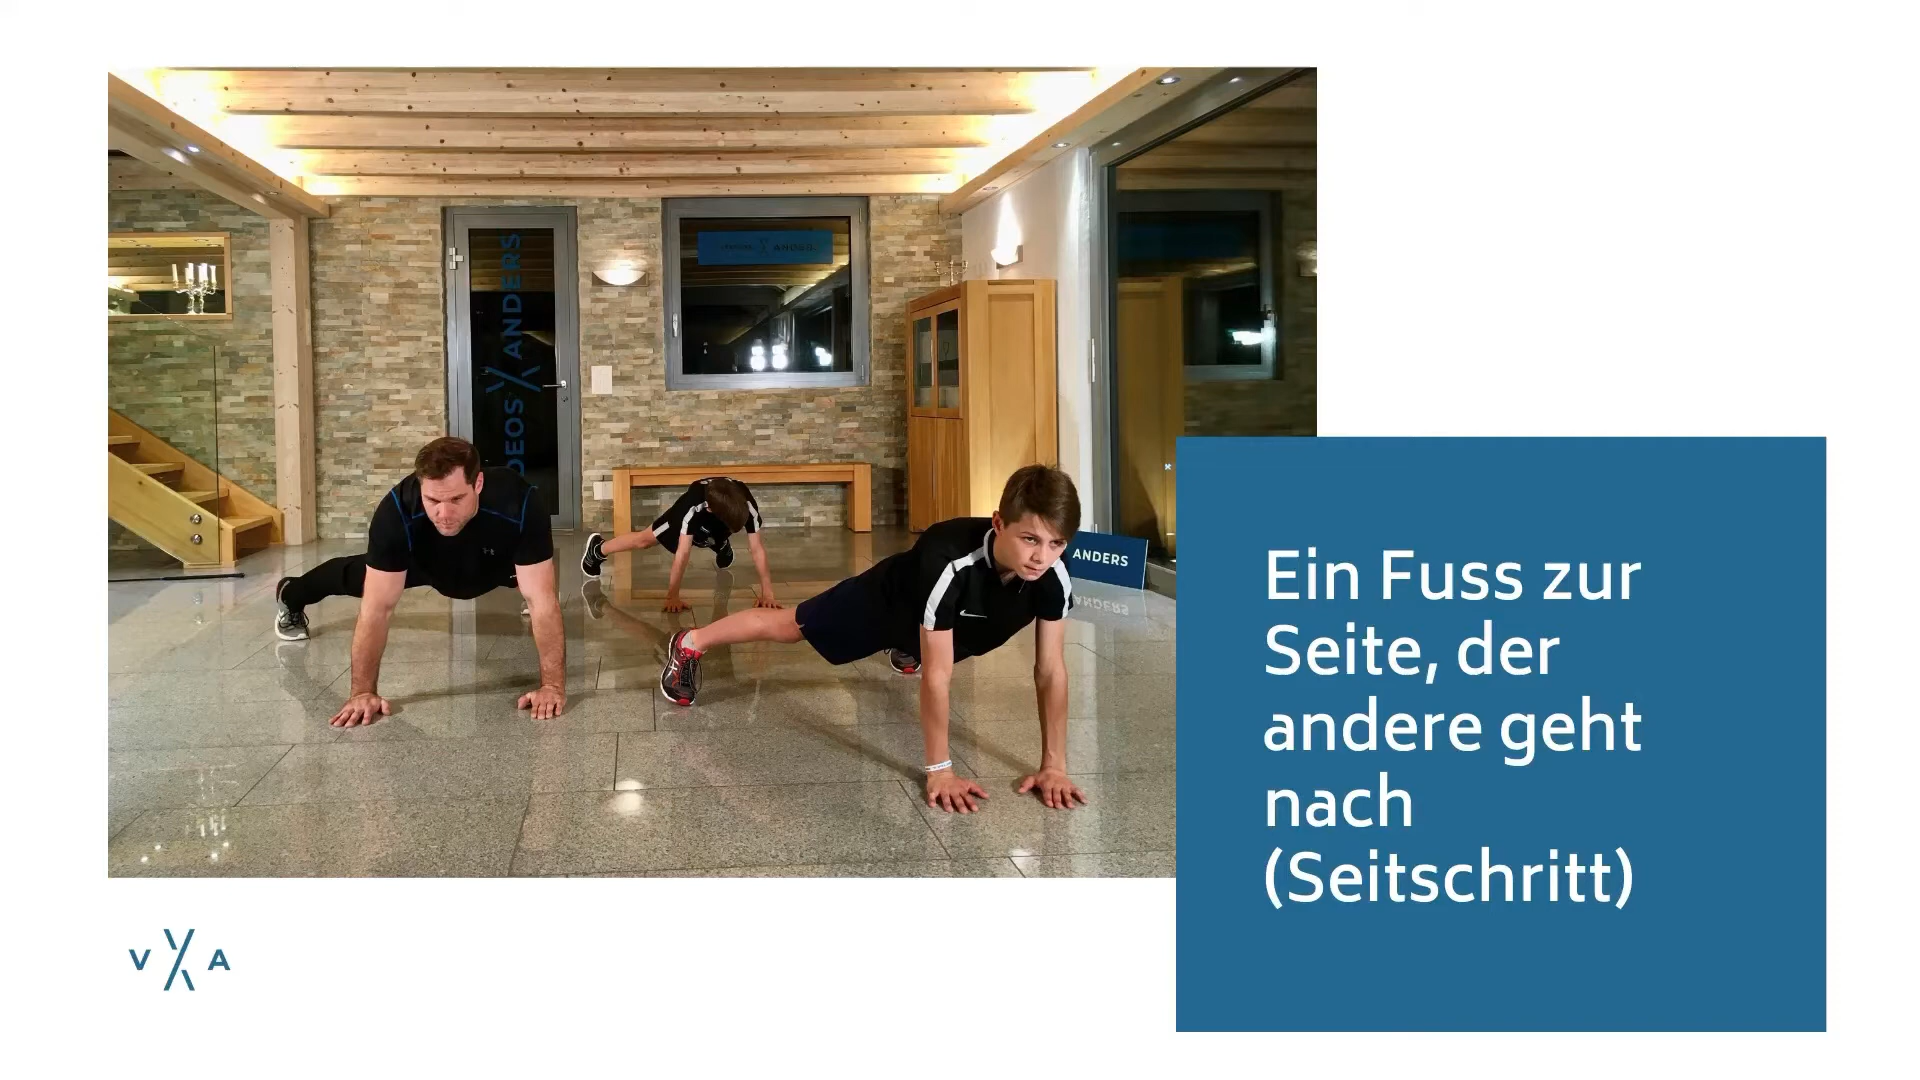 DEOS ANDERS
ANDERS
Ein Fuss zur
Seite, der
andere geht
nach
(Seitschritt)
V A